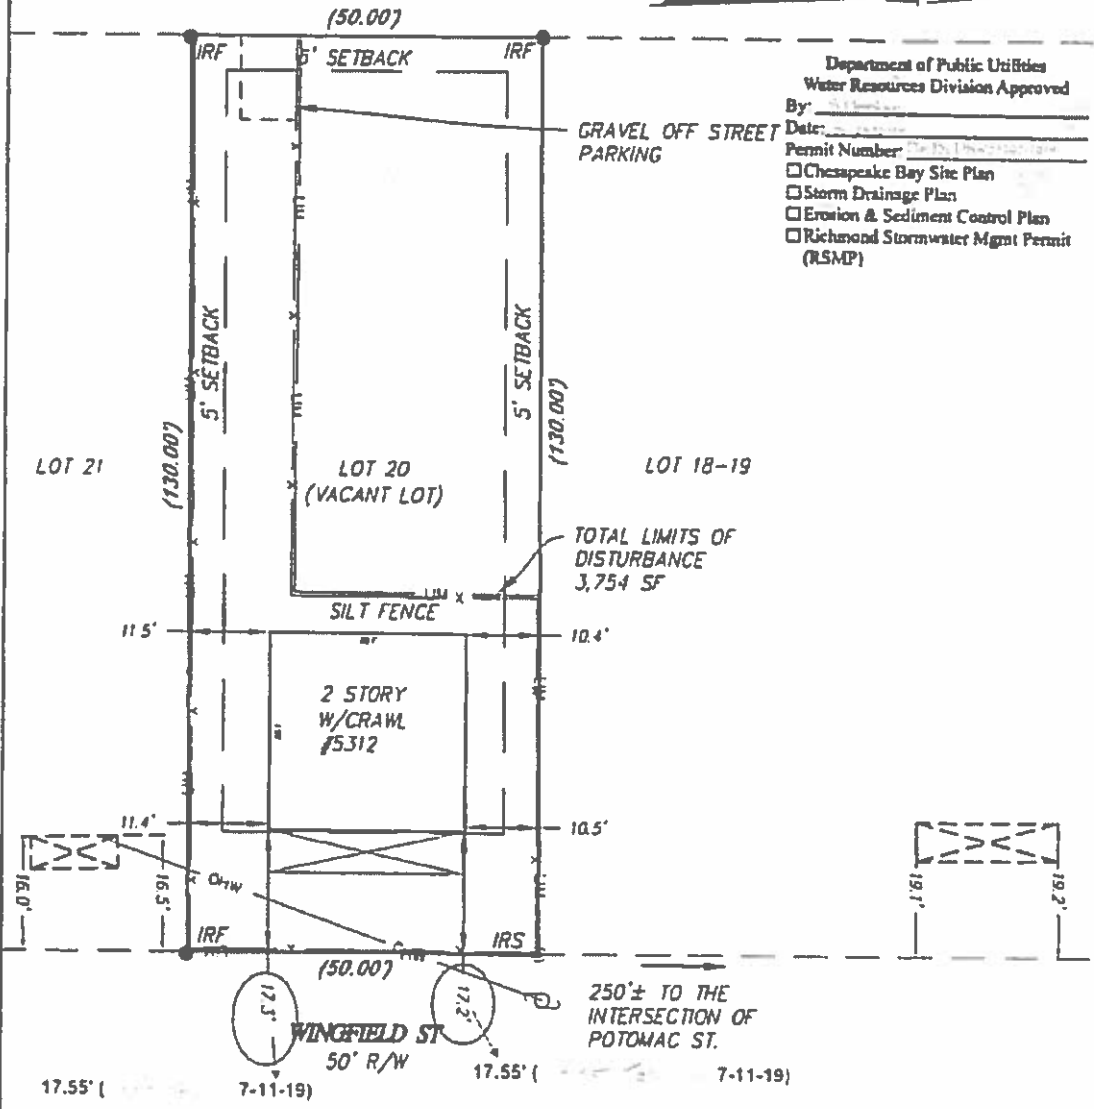 (50.00')
IRF
5' SETBACK
IRF
Department of Public Utilities
Water Resources Division Approved
By:
Date:
Permit Number:
Chesapeake Bay Site Plan
Storm Drainage Plan
Erosion & Sediment Control Plan
Richmond Stormwater Mgmt Permit
(RSMP)
GRAVEL OFF STREET
PARKING
5' SETBACK
5' SETBACK
(130.00')
(130.00')
LOT 21
LOT 20
(VACANT LOT)
LOT 18-19
TOTAL LIMITS OF
DISTURBANCE
3,754 SF
SILT FENCE
11.5'
10.4'
2 STORY
W/CRAWL
#5312
11.4'
10.5'
16.0'
16.5'
OHW
19.1'
19.2'
IRF
OHW
IRS
(50.00')
17.3'
17.2'
250'± TO THE
INTERSECTION OF
POTOMAC ST.
WINGFIELD ST
50' R/W
17.55' (
7-11-19)
17.55' (
7-11-19)